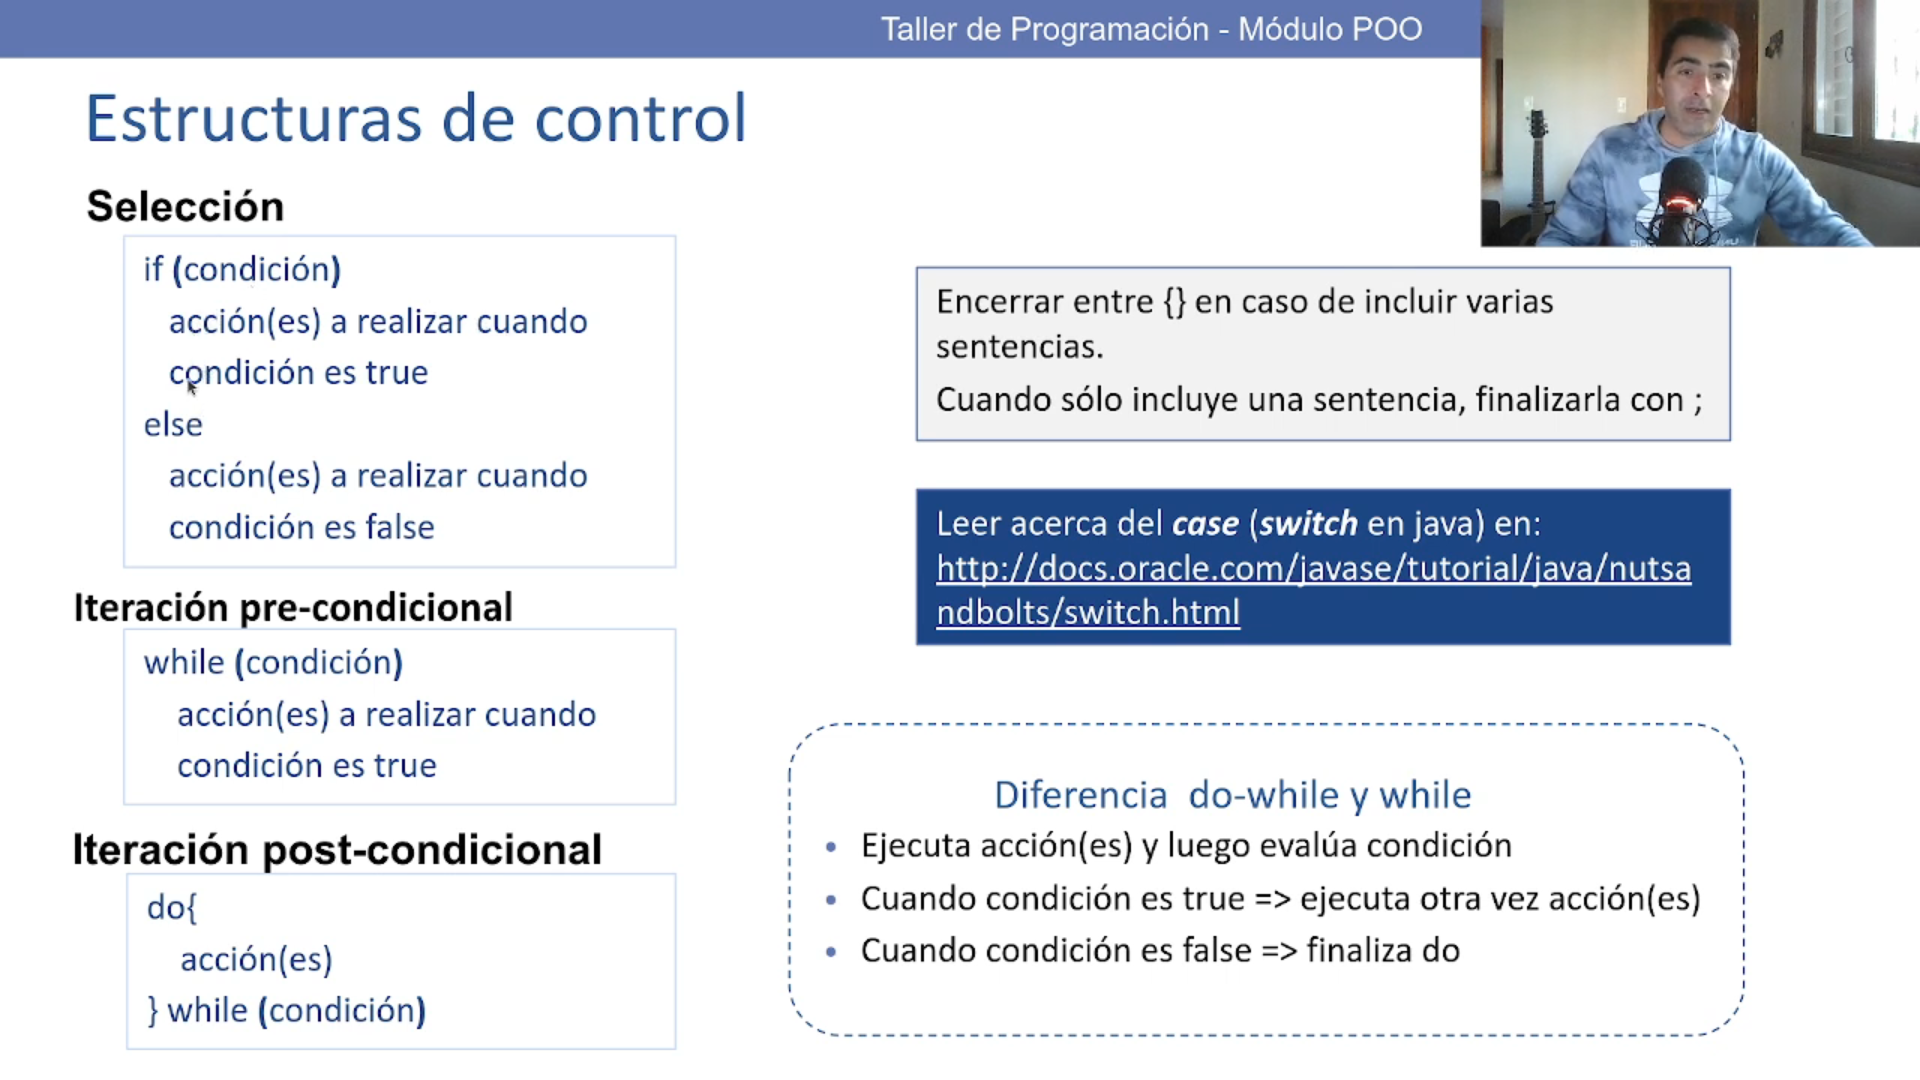 Taller de Programación - Módulo POO
Estructuras de control
Selección
if (condición)
acción(es) a realizar cuando
condición es true
else
acción(es) a realizar cuando
condición es false
Iteración pre-condicional
while (condición)
acción(es) a realizar cuando
condición es true
Iteración post-condicional
do{
acción(es)
} while (condición)
Encerrar entre {} en caso de incluir varias
sentencias.
Cuando sólo incluye una sentencia, finalizarla con ;
Leer acerca del case (switch en java) en:
http://docs.oracle.com/javase/tutorial/java/nutsa
ndbolts/switch.html
Diferencia do-while y while
• Ejecuta acción(es) y luego evalúa condición
• Cuando condición es true => ejecuta otra vez acción(es)
• Cuando condición es false => finaliza do